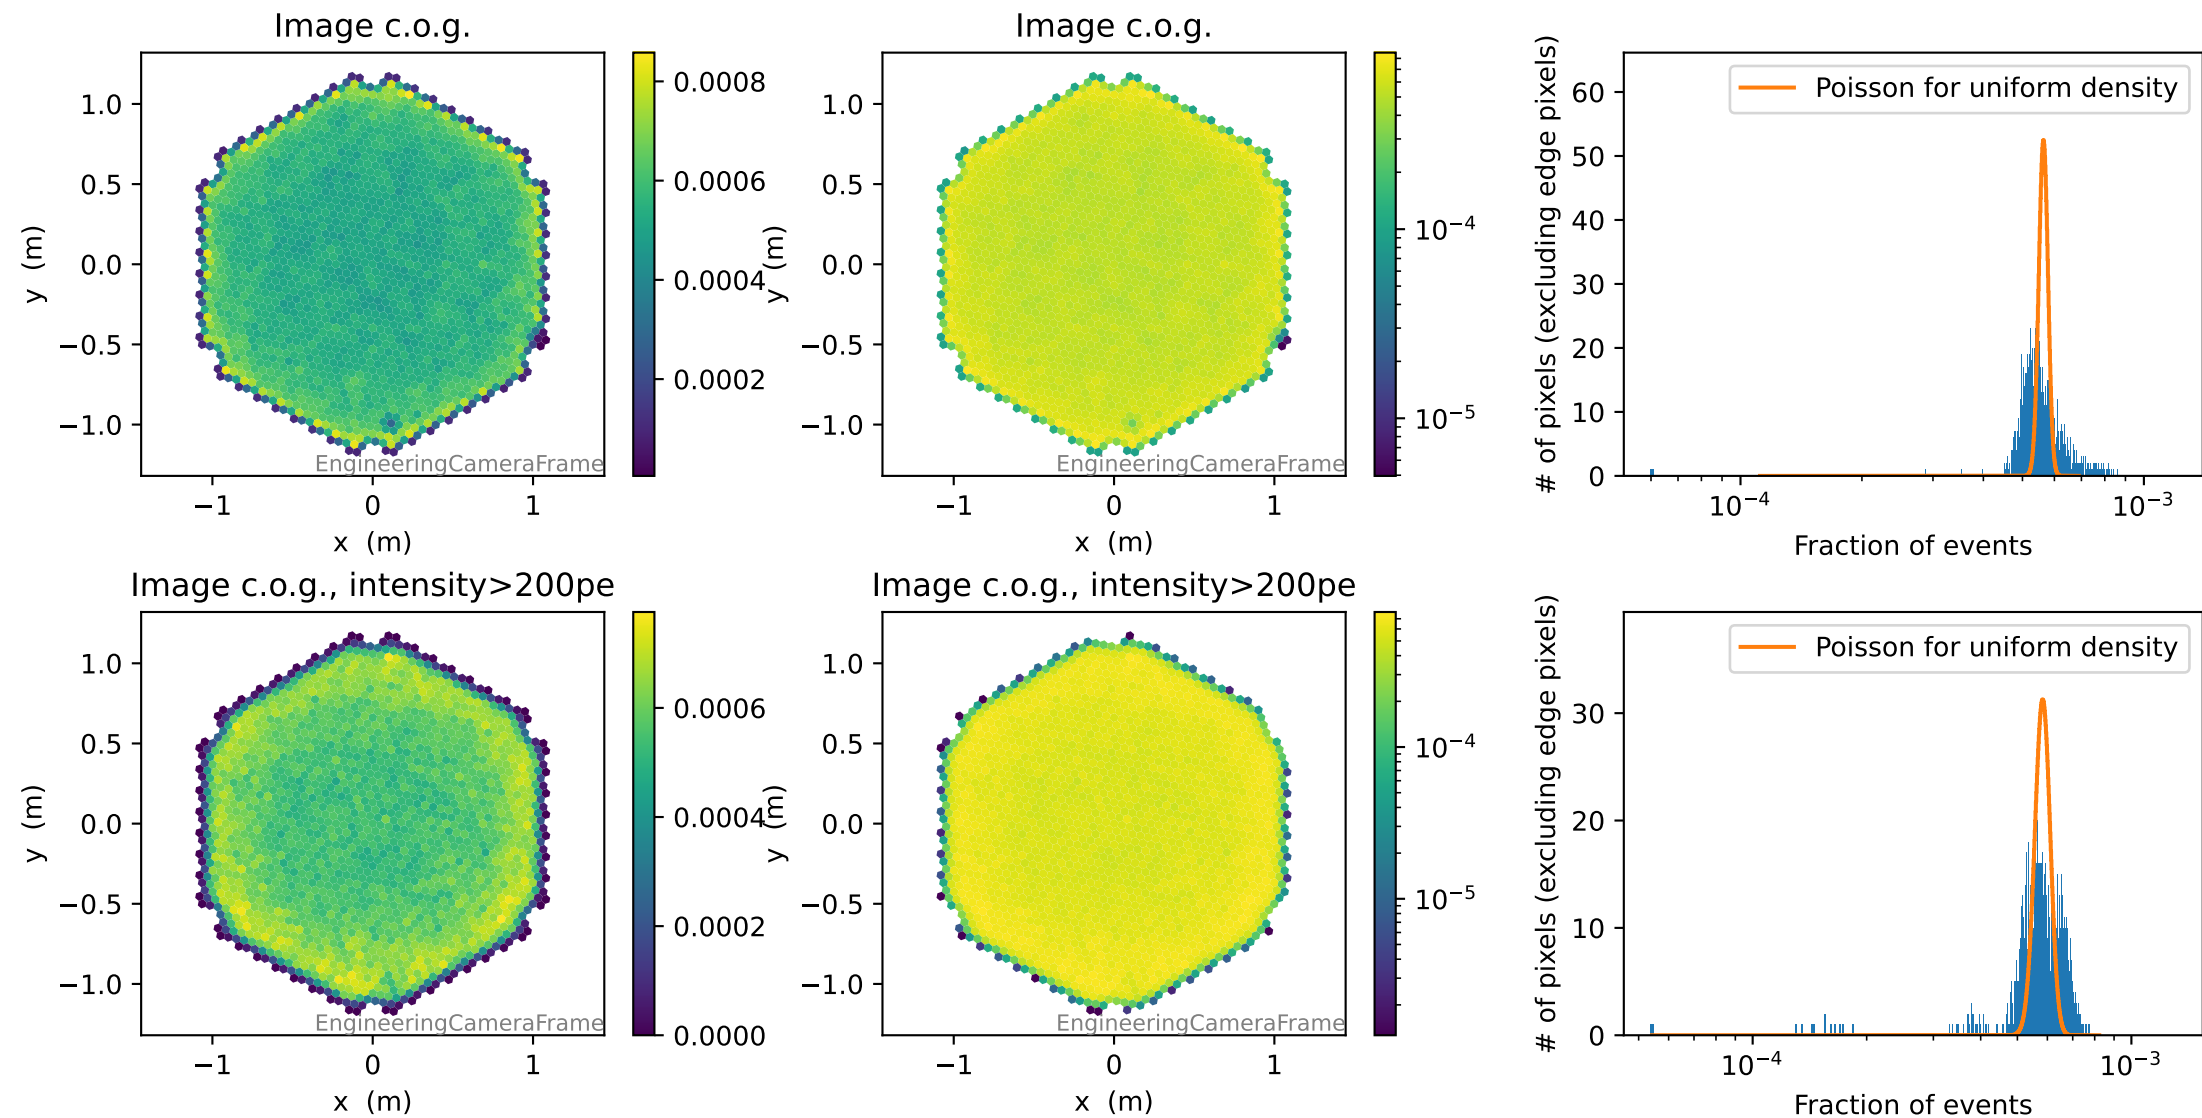 Image c.o.g.
1.0
0.5
0.0
−0.5
−1.0
y (m)
−1
0
1
x (m)
EngineeringCameraFrame
0.0008
0.0006
0.0004
0.0002
Image c.o.g.
1.0
0.5
0.0
−0.5
−1.0
y (m)
−1
0
1
x (m)
EngineeringCameraFrame
10⁻⁴
10⁻⁵
# of pixels (excluding edge pixels)
60
50
40
30
20
10
0
Poisson for uniform density
10⁻⁴
10⁻³
Fraction of events
Image c.o.g., intensity>200pe
1.0
0.5
0.0
−0.5
−1.0
y (m)
−1
0
1
x (m)
EngineeringCameraFrame
0.0006
0.0004
0.0002
0.0000
Image c.o.g., intensity>200pe
1.0
0.5
0.0
−0.5
−1.0
y (m)
−1
0
1
x (m)
EngineeringCameraFrame
10⁻⁴
10⁻⁵
# of pixels (excluding edge pixels)
30
20
10
0
Poisson for uniform density
10⁻⁴
10⁻³
Fraction of events